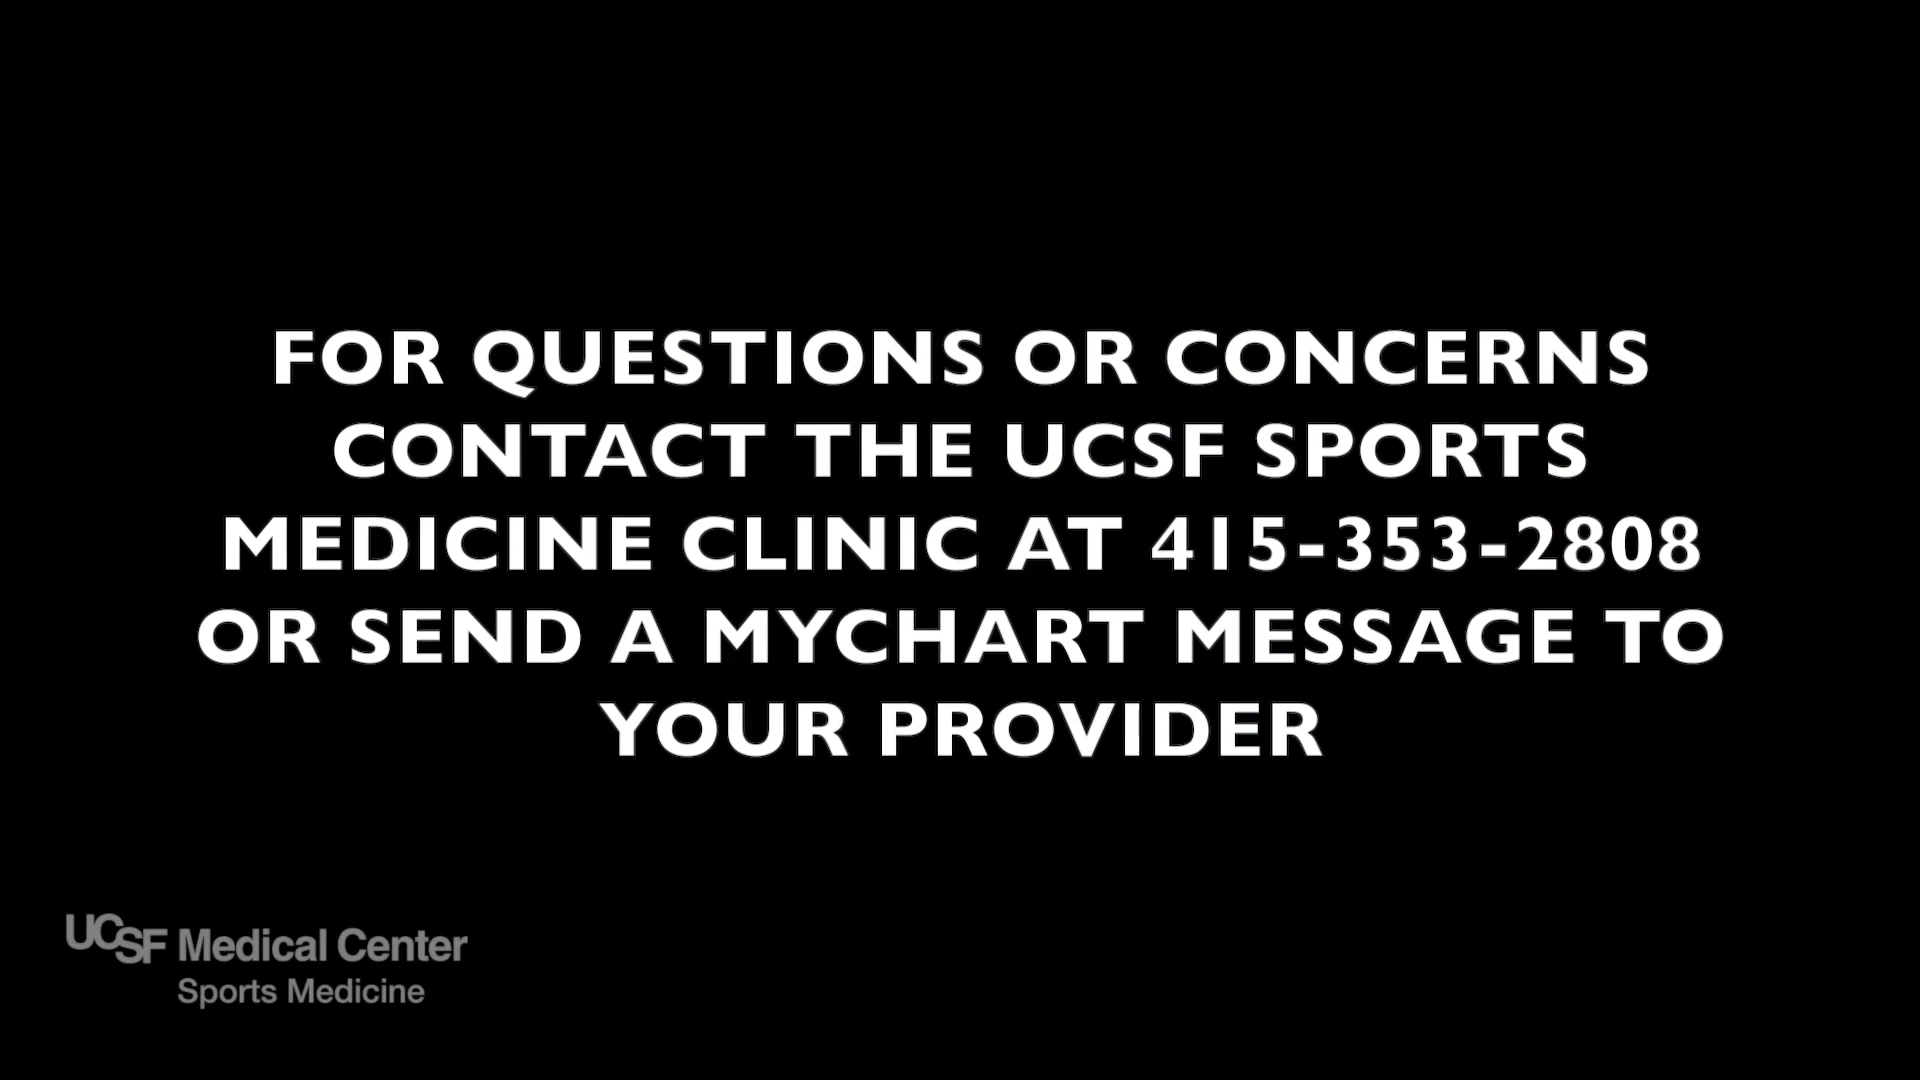 FOR QUESTIONS OR CONCERNS
CONTACT THE UCSF SPORTS
MEDICINE CLINIC AT 415-353-2808
OR SEND A MYCHART MESSAGE TO
YOUR PROVIDER
UCSF Medical Center
Sports Medicine